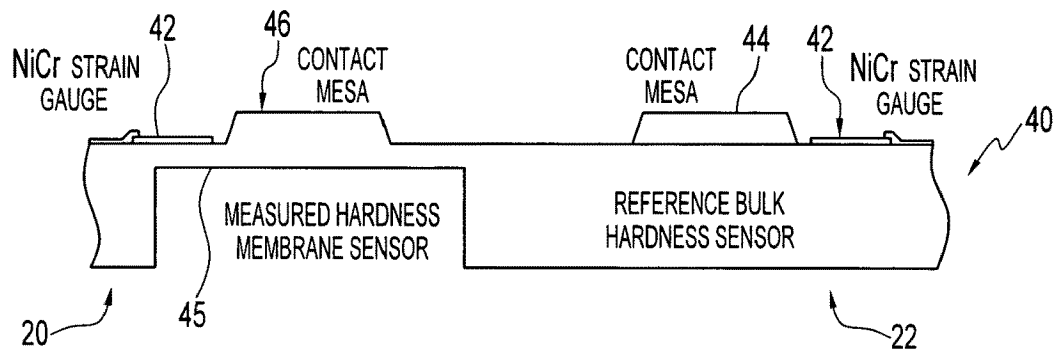 42
46
44
42
NiCr STRAIN
GAUGE
CONTACT
MESA
CONTACT
MESA
NiCr STRAIN
GAUGE
40
MEASURED HARDNESS
MEMBRANE SENSOR
REFERENCE BULK
HARDNESS SENSOR
20
45
22